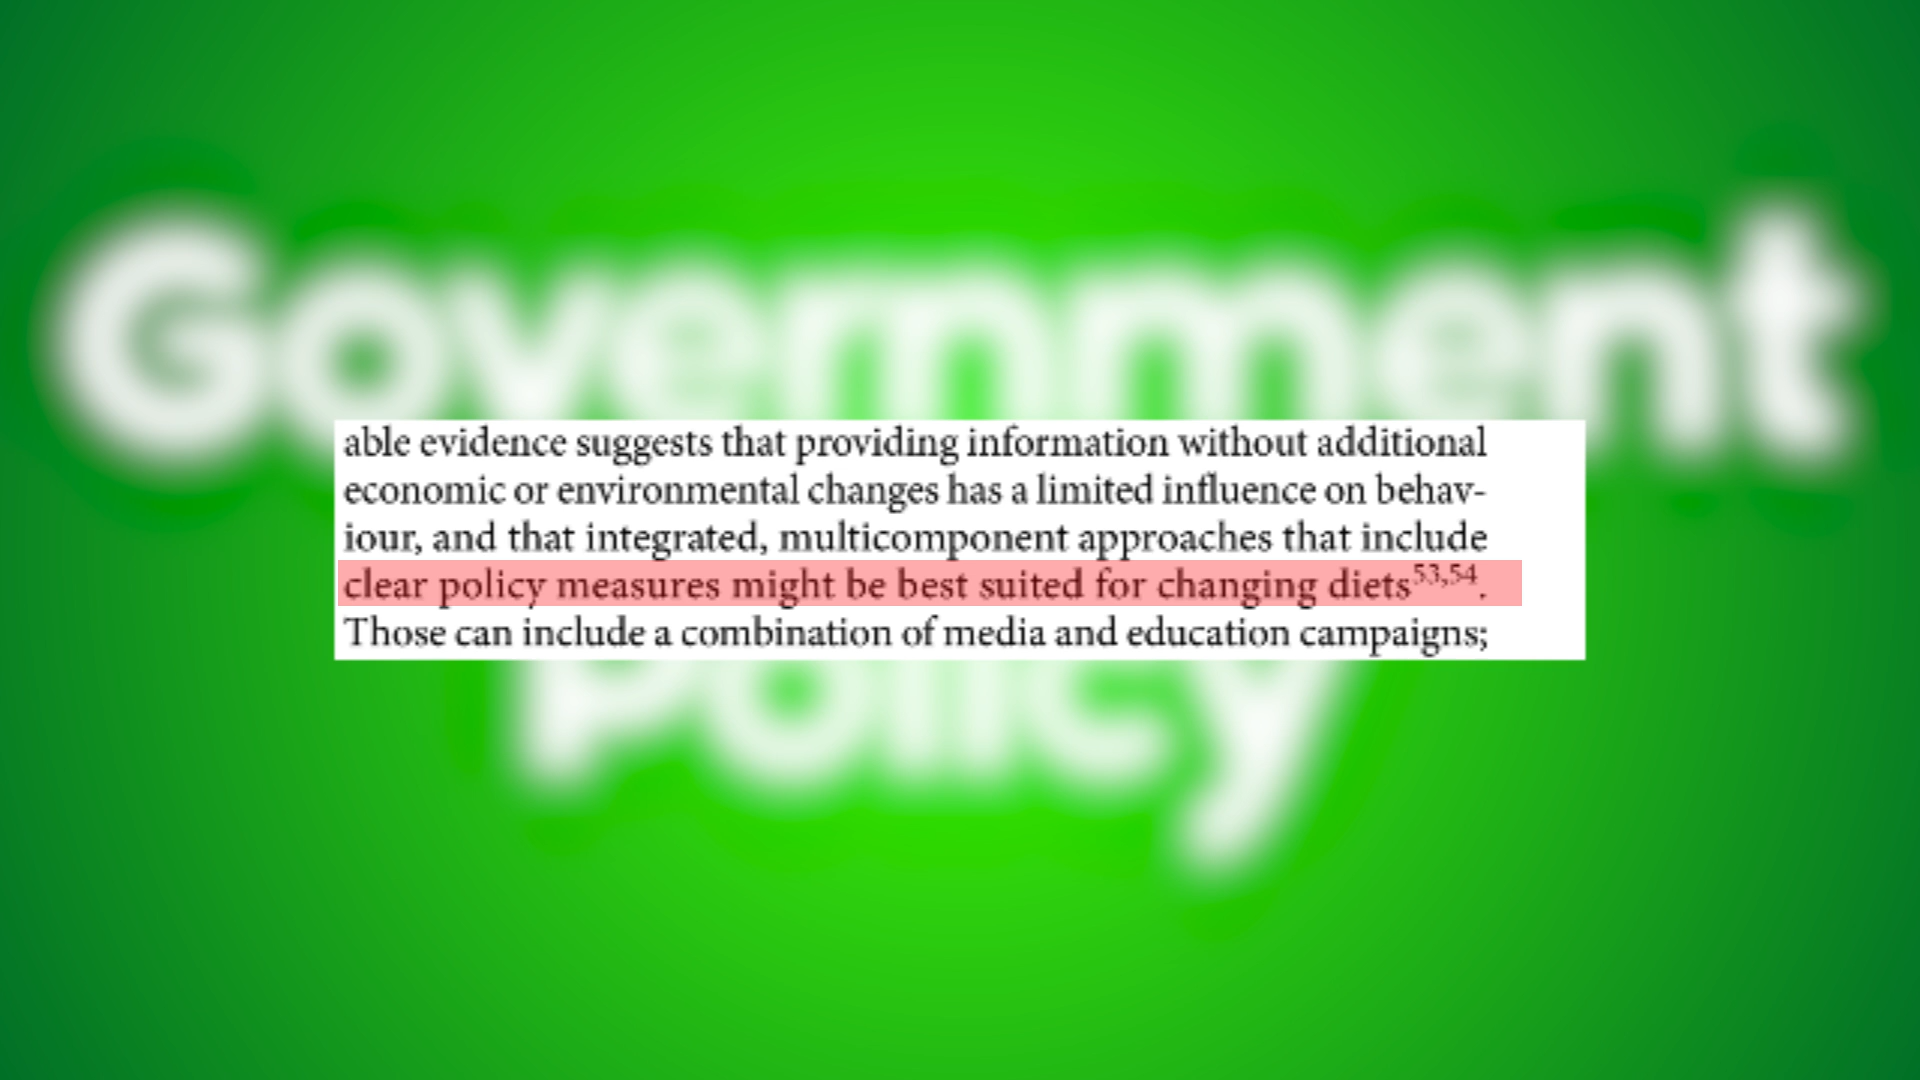 Government
able evidence suggests that providing information without additional
economic or environmental changes has a limited influence on behav-
iour, and that integrated, multicomponent approaches that include
clear policy measures might be best suited for changing diets53,54.
Those can include a combination of media and education campaigns;
Policy